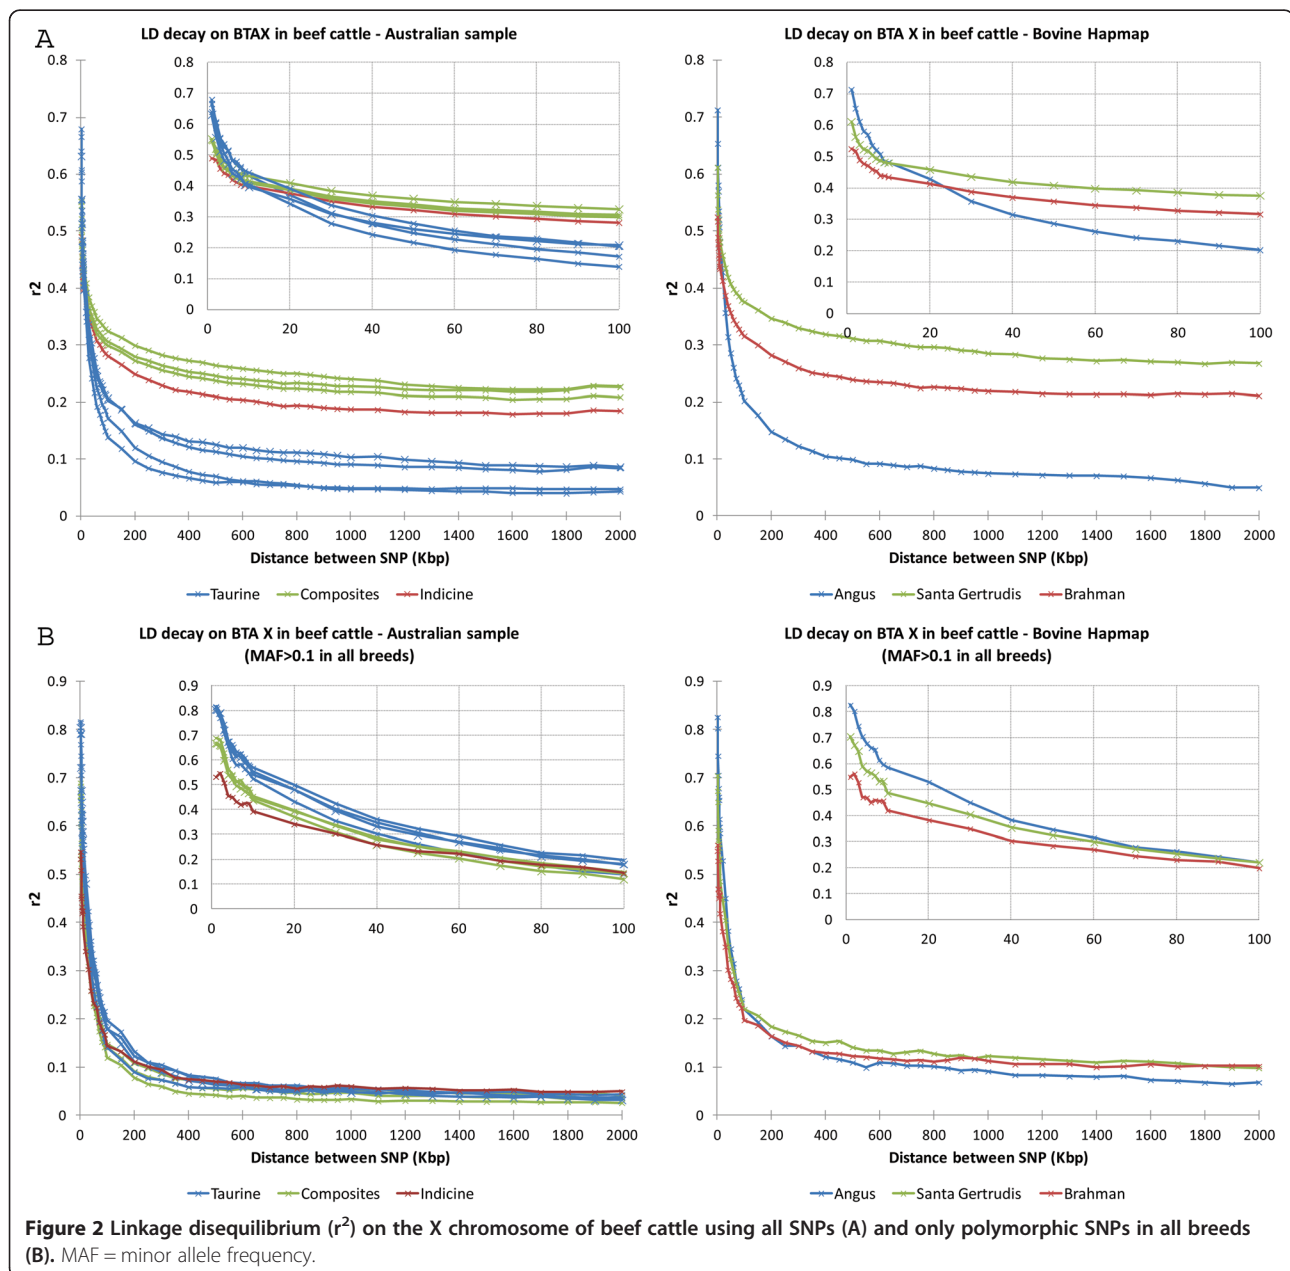 A
LD decay on BTAX in beef cattle - Australian sample
0.8
0.7
0.6
0.5
0.4
0.3
0.2
0.1
0
r2
0 200 400 600 800 1000 1200 1400 1600 1800 2000
Distance between SNP (Kbp)
0.8
0.7
0.6
0.5
0.4
0.3
0.2
0.1
0
0 20 40 60 80 100
Taurine Composites Indicine
LD decay on BTA X in beef cattle - Bovine Hapmap
0.8
0.7
0.6
0.5
0.4
0.3
0.2
0.1
0
r2
0 200 400 600 800 1000 1200 1400 1600 1800 2000
Distance between SNP (Kbp)
0.8
0.7
0.6
0.5
0.4
0.3
0.2
0.1
0
0 20 40 60 80 100
Angus Santa Gertrudis Brahman
B
LD decay on BTA X in beef cattle - Australian sample
(MAF>0.1 in all breeds)
0.9
0.8
0.7
0.6
0.5
0.4
0.3
0.2
0.1
0
r2
0 200 400 600 800 1000 1200 1400 1600 1800 2000
Distance between SNP (Kbp)
0.9
0.8
0.7
0.6
0.5
0.4
0.3
0.2
0.1
0
0 20 40 60 80 100
Taurine Composites Indicine
LD decay on BTA X in beef cattle - Bovine Hapmap
(MAF>0.1 in all breeds)
0.9
0.8
0.7
0.6
0.5
0.4
0.3
0.2
0.1
0
r2
0 200 400 600 800 1000 1200 1400 1600 1800 2000
Distance between SNP (Kbp)
0.9
0.8
0.7
0.6
0.5
0.4
0.3
0.2
0.1
0
0 20 40 60 80 100
Angus Santa Gertrudis Brahman
Figure 2 Linkage disequilibrium (r²) on the X chromosome of beef cattle using all SNPs (A) and only polymorphic SNPs in all breeds
(B). MAF = minor allele frequency.